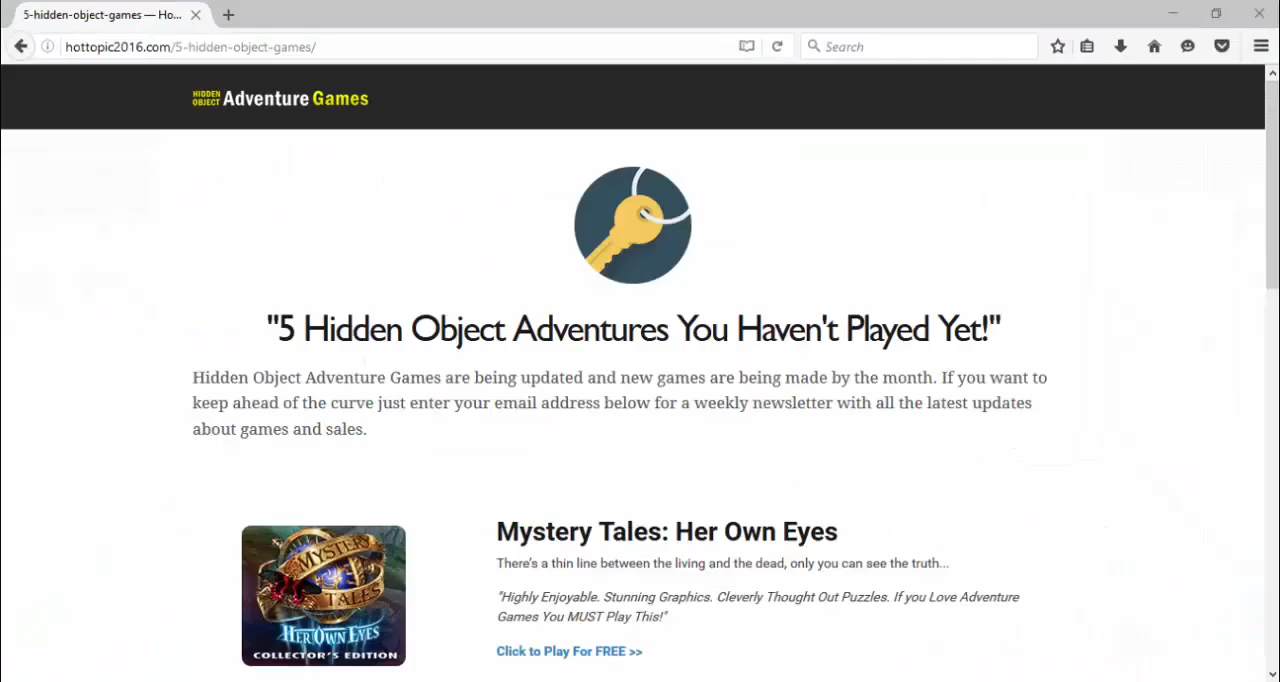 5-hidden-object-games — Ho...
hottopic2016.com/5-hidden-object-games/
Search
HIDDEN OBJECT Adventure Games
"5 Hidden Object Adventures You Haven't Played Yet!"
Hidden Object Adventure Games are being updated and new games are being made by the month. If you want to
keep ahead of the curve just enter your email address below for a weekly newsletter with all the latest updates
about games and sales.
MYSTERY
TALES
HER OWN EYES
COLLECTOR'S EDITION
Mystery Tales: Her Own Eyes
There's a thin line between the living and the dead, only you can see the truth...
"Highly Enjoyable. Stunning Graphics. Cleverly Thought Out Puzzles. If you Love Adventure
Games You MUST Play This!"
Click to Play For FREE >>